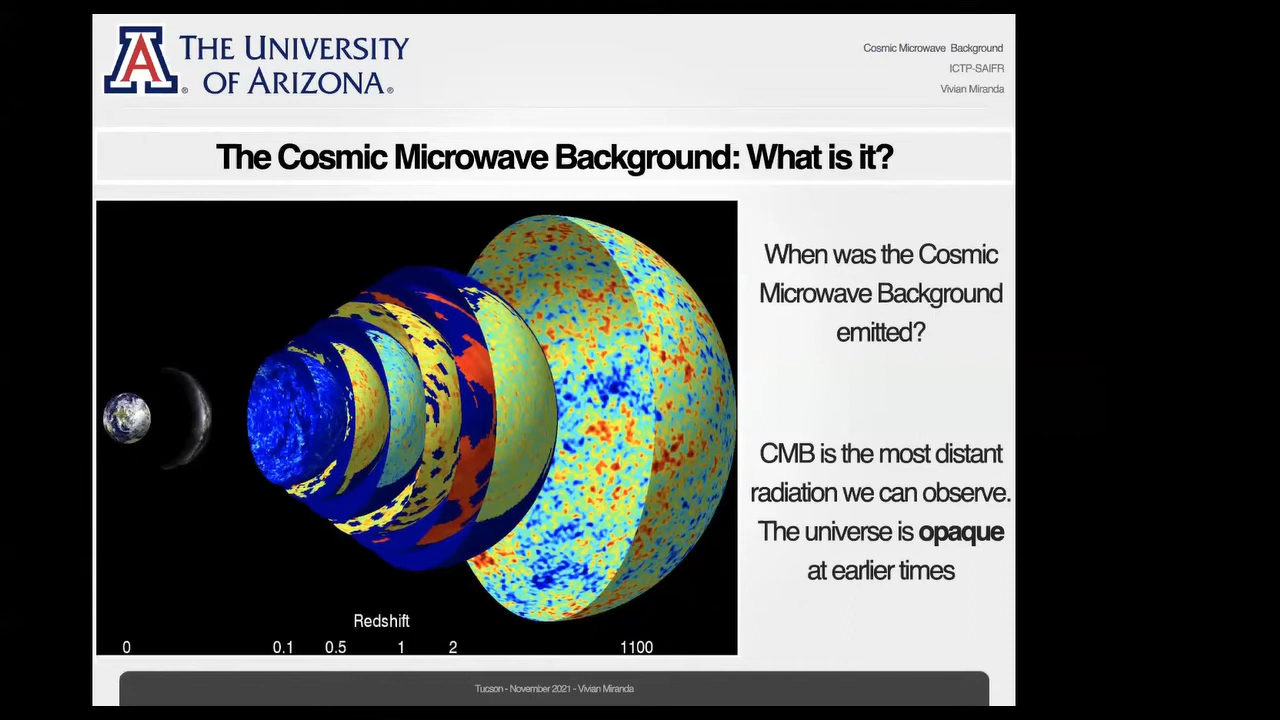 THE UNIVERSITY
OF ARIZONA
Cosmic Microwave Background
ICTP-SAIFR
Vivian Miranda
The Cosmic Microwave Background: What is it?
When was the Cosmic
Microwave Background
emitted?
CMB is the most distant
radiation we can observe.
The universe is opaque
at earlier times
Redshift
0 0.1 0.5 1 2 1100
Tucson - November 2021 - Vivian Miranda